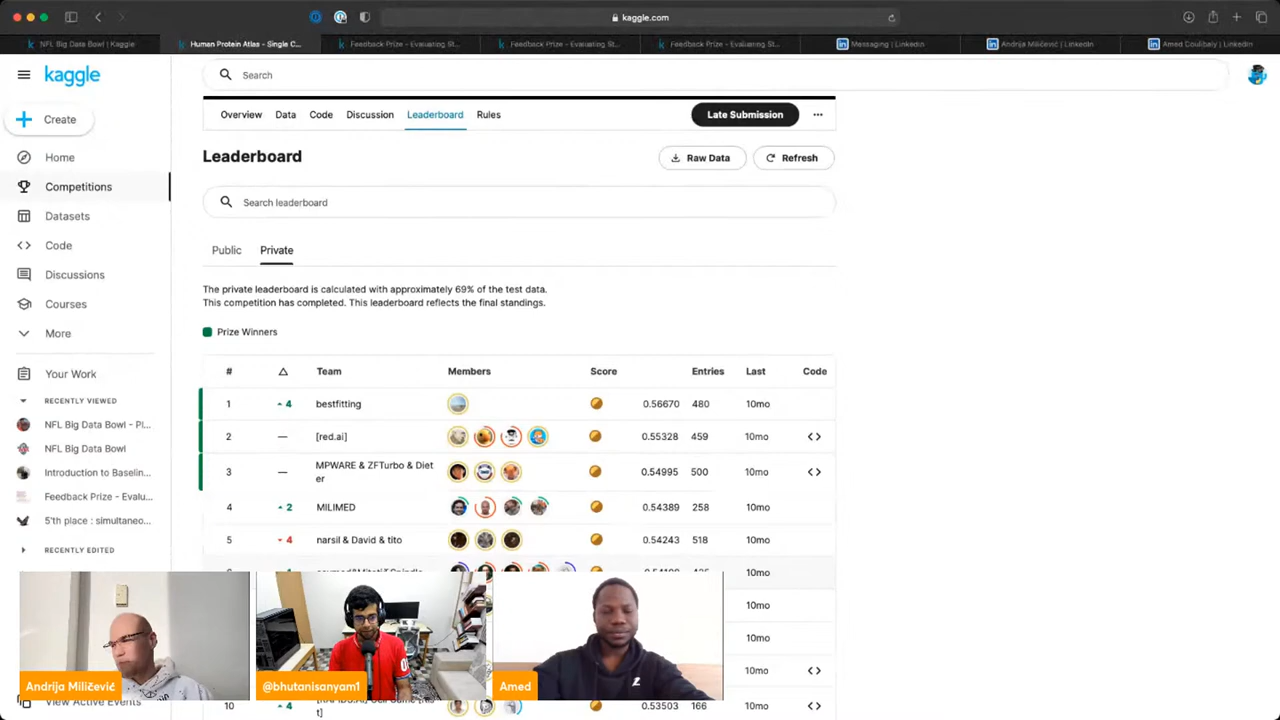 kaggle.com
NFL Big Data Bowl | Kaggle
Human Protein Atlas - Single C...
Feedback Prize - Evaluating St...
Feedback Prize - Evaluating St...
Feedback Prize - Evaluating St...
Messaging | LinkedIn
Andrija Miličević | LinkedIn
Amed Coulibaly | LinkedIn
kaggle
Search
Create
Home
Competitions
Datasets
Code
Discussions
Courses
More
Your Work
RECENTLY VIEWED
NFL Big Data Bowl - Pl...
NFL Big Data Bowl
Introduction to Baselin...
Feedback Prize - Evalu...
5'th place : simultaneo...
RECENTLY EDITED
View Active Events
Overview Data Code Discussion Leaderboard Rules
Late Submission
Leaderboard
Raw Data
Refresh
Search leaderboard
Public Private
The private leaderboard is calculated with approximately 69% of the test data.
This competition has completed. This leaderboard reflects the final standings.
Prize Winners
# △ Team Members Score Entries Last Code
1 4 bestfitting 0.56670 480 10mo
2 — [red.ai] 0.55328 459 10mo <>
3 — MPWARE & ZFTurbo & Diet
er 0.54995 500 10mo <>
4 2 MILIMED 0.54389 258 10mo
5 4 narsil & David & tito 0.54243 518 10mo
10mo
10mo
10mo
10mo <>
10 4 0.53503 166 10mo <>
Andrija Miličević
@bhutanisanyam1
Amed